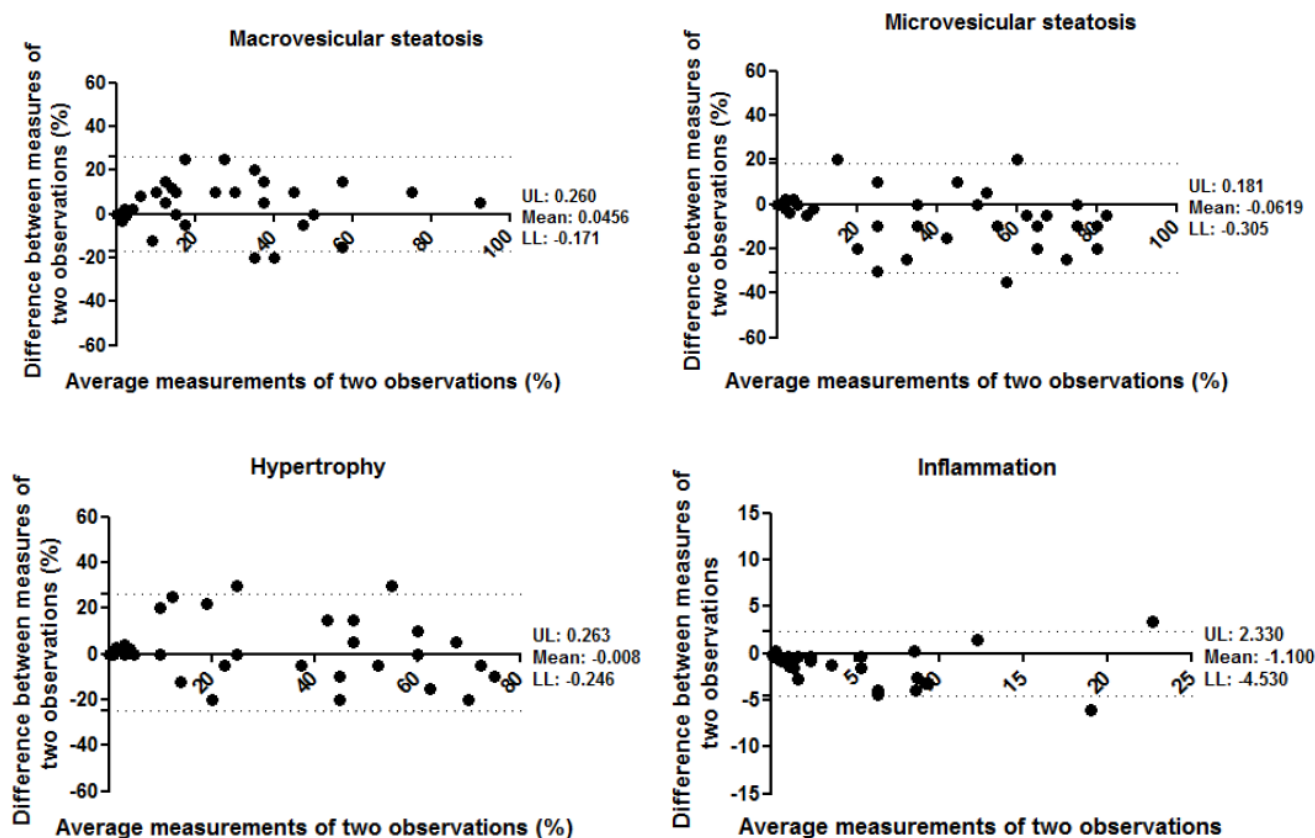 Macrovesicular steatosis
Difference between measures of
two observations (%)
60
40
20
0
-20
-40
-60
20
40
60
80
100
UL: 0.260
Mean: 0.0456
LL: -0.171
Average measurements of two observations (%)
Microvesicular steatosis
Difference between measures of
two observations (%)
60
40
20
0
-20
-40
-60
20
40
60
80
100
UL: 0.181
Mean: -0.0619
LL: -0.305
Average measurements of two observations (%)
Hypertrophy
Difference between measures of
two observations (%)
60
40
20
0
-20
-40
-60
20
40
60
80
UL: 0.263
Mean: -0.008
LL: -0.246
Average measurements of two observations (%)
Inflammation
Difference between measures of
two observations
15
10
5
0
-5
-10
-15
5
10
15
20
25
UL: 2.330
Mean: -1.100
LL: -4.530
Average measurements of two observations